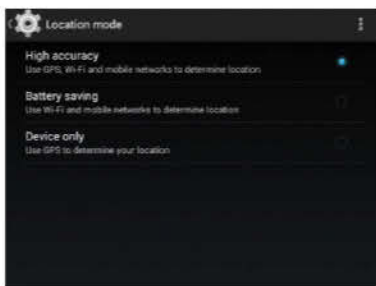 Location mode
High accuracy
Use GPS, Wi-Fi and mobile networks to determine location
Battery saving
Use Wi-Fi and mobile networks to determine location
Device only
Use GPS to determine your location